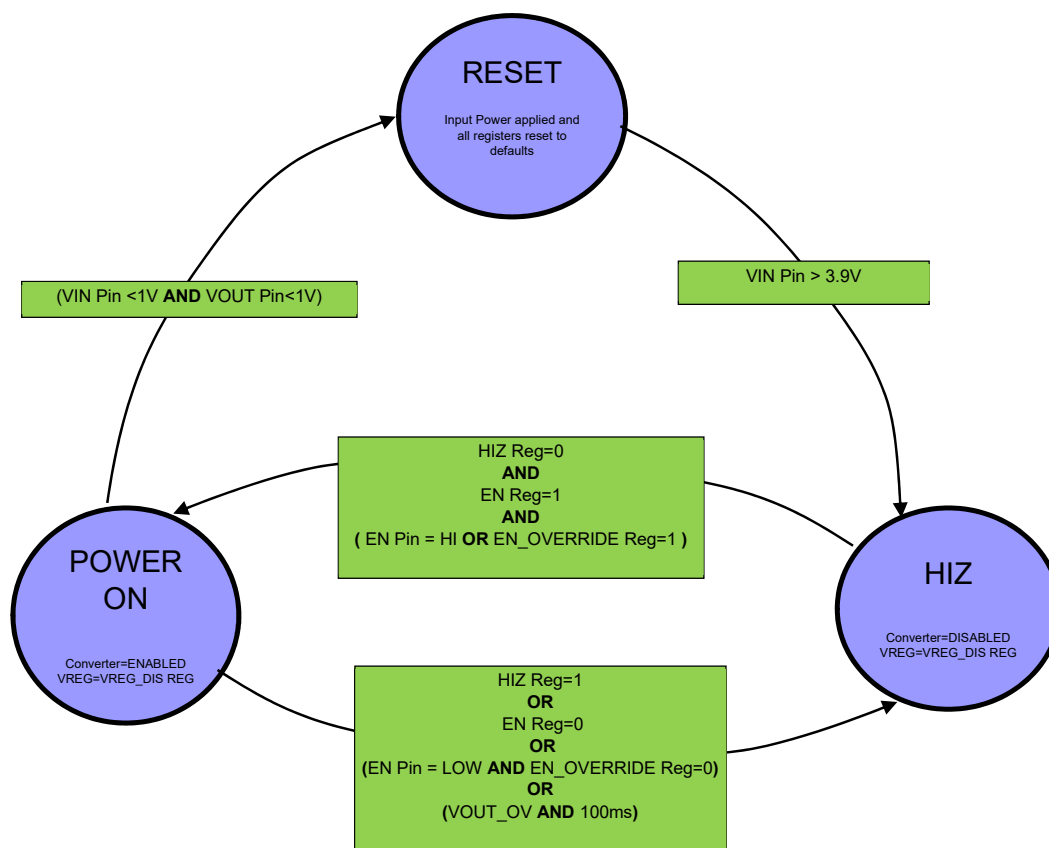 RESET
Input Power applied and
all registers reset to
defaults
(VIN Pin <1V AND VOUT Pin<1V)
VIN Pin > 3.9V
HIZ Reg=0
AND
EN Reg=1
AND
( EN Pin = HI OR EN_OVERRIDE Reg=1 )
POWER
ON
Converter=ENABLED
VREG=VREG_DIS REG
HIZ
Converter=DISABLED
VREG=VREG_DIS REG
HIZ Reg=1
OR
EN Reg=0
OR
(EN Pin = LOW AND EN_OVERRIDE Reg=0)
OR
(VOUT_OV AND 100ms)